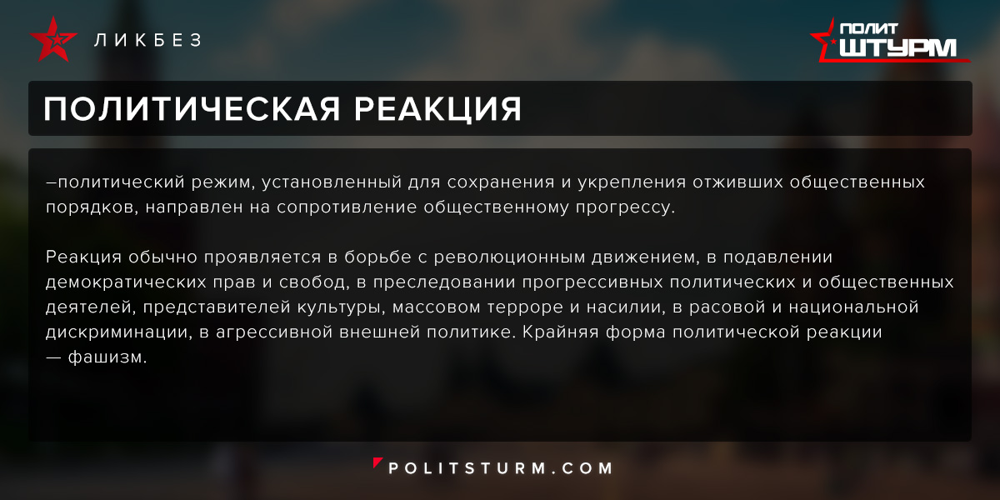 ЛИКБЕЗ
ПОЛИТ
ШТУРМ
ПОЛИТИЧЕСКАЯ РЕАКЦИЯ
–политический режим, установленный для сохранения и укрепления отживших общественных
порядков, направлен на сопротивление общественному прогрессу.
Реакция обычно проявляется в борьбе с революционным движением, в подавлении
демократических прав и свобод, в преследовании прогрессивных политических и общественных
деятелей, представителей культуры, массовом терроре и насилии, в расовой и национальной
дискриминации, в агрессивной внешней политике. Крайняя форма политической реакции
— фашизм.
POLITSTURM.COM